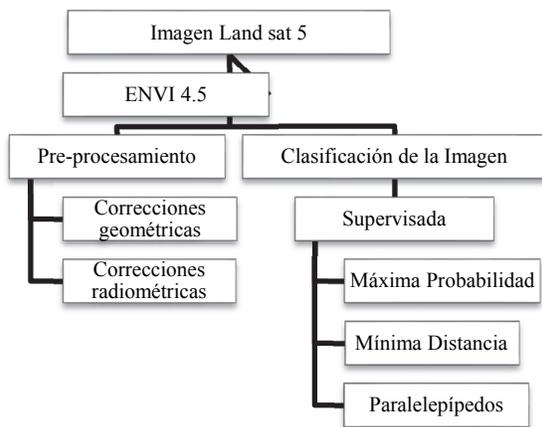 Imagen Land sat 5
ENVI 4.5
Pre-procesamiento
Clasificación de la Imagen
Correcciones
geométricas
Supervisada
Correcciones
radiométricas
Máxima Probabilidad
Mínima Distancia
Paralelepípedos